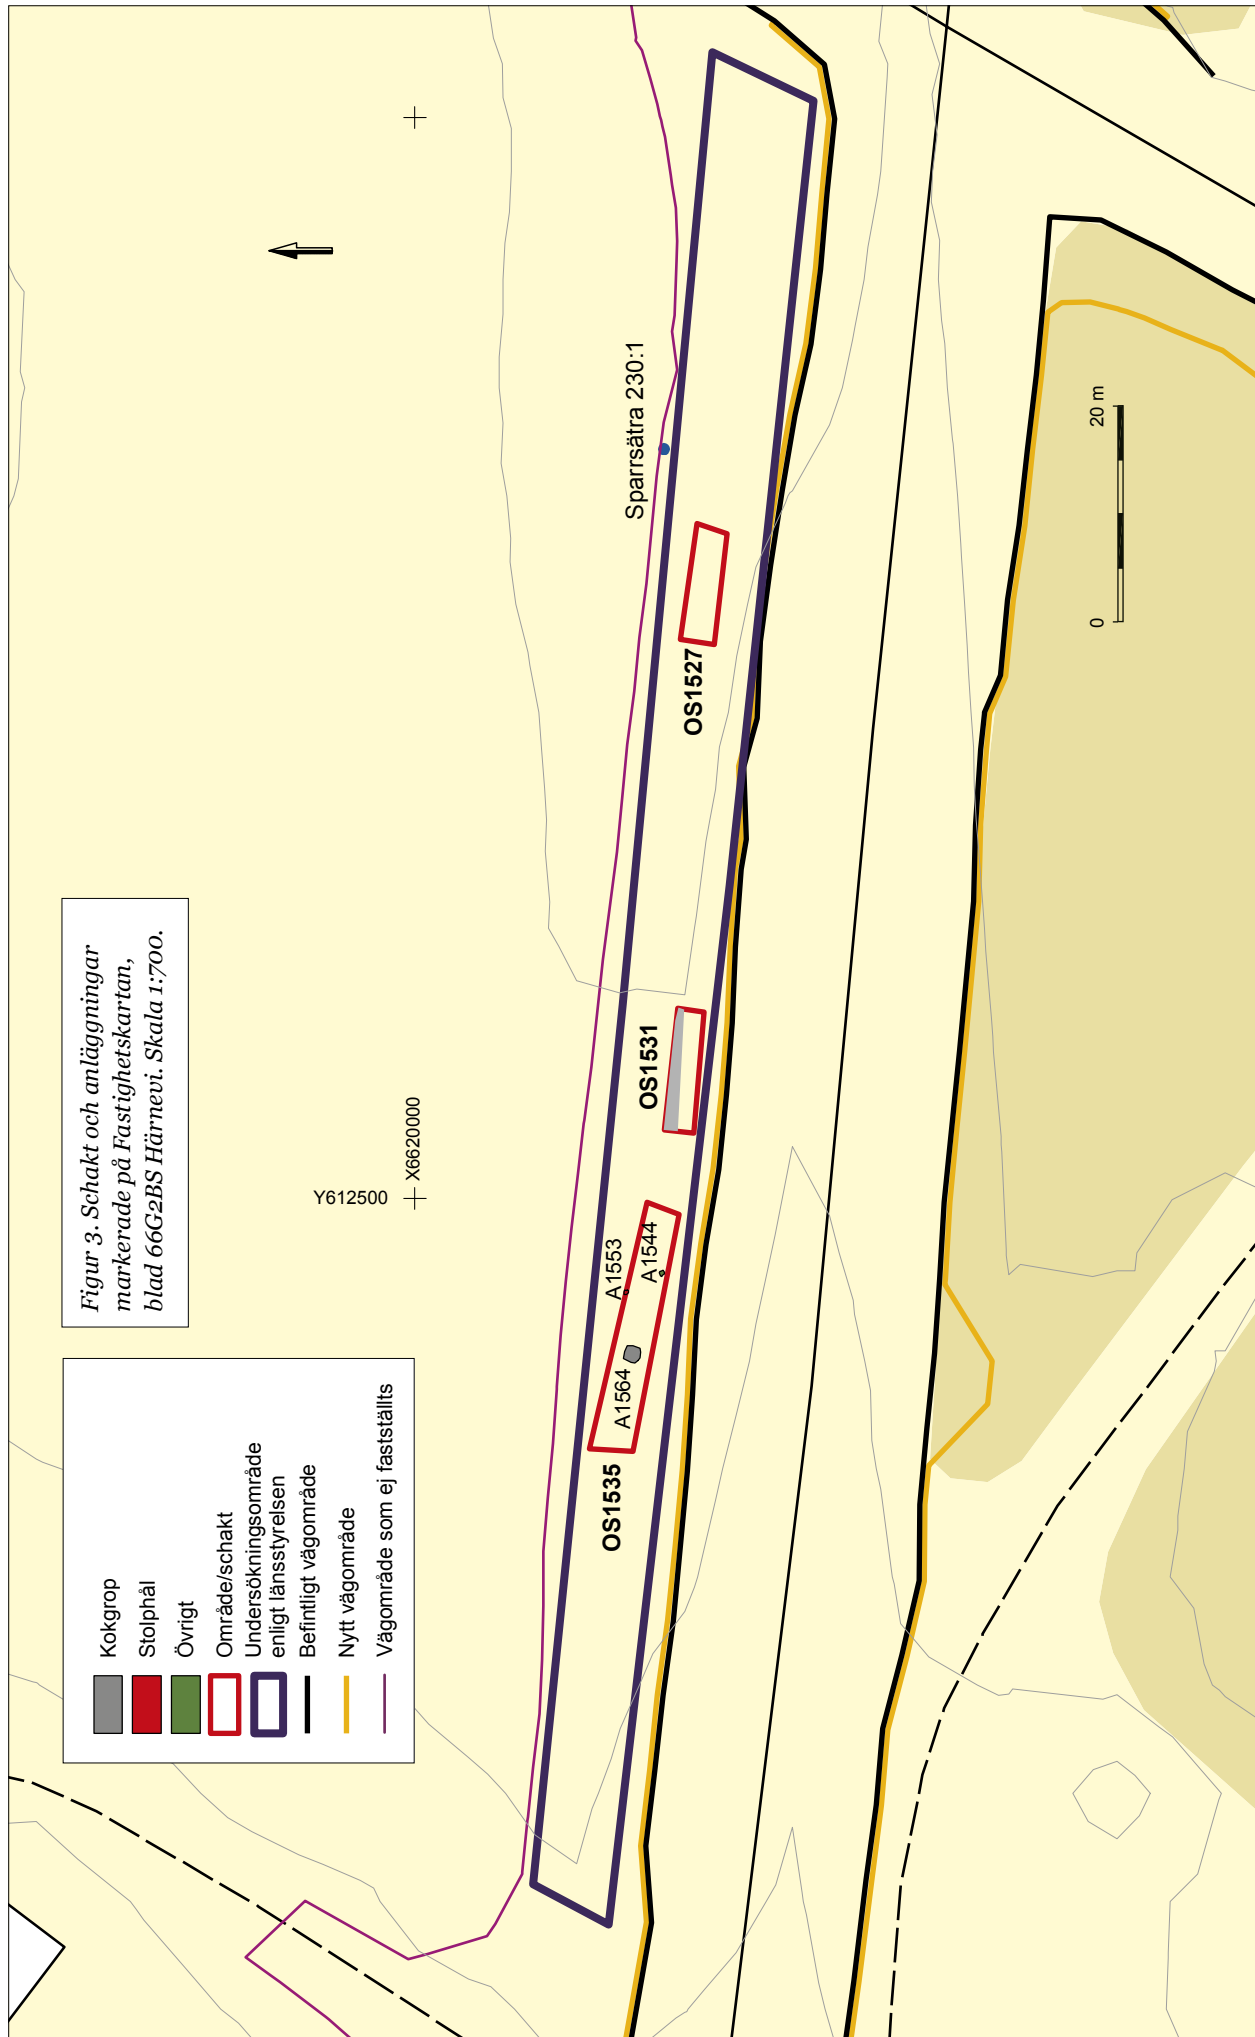 Figur 3. Schakt och anläggningar
markerade på Fastighetskartan,
blad 66G2BS Härnevi. Skala 1:700.
Kokgrop
Stolphål
Övrigt
Område/schakt
Undersökningsområde
enligt länsstyrelsen
Befintligt vägområde
Nytt vägområde
Vägområde som ej fastställts
Y612500
X6620000
Sparrsätra 230:1
OS1535
A1564
A1553
A1544
OS1531
OS1527
0
20 m